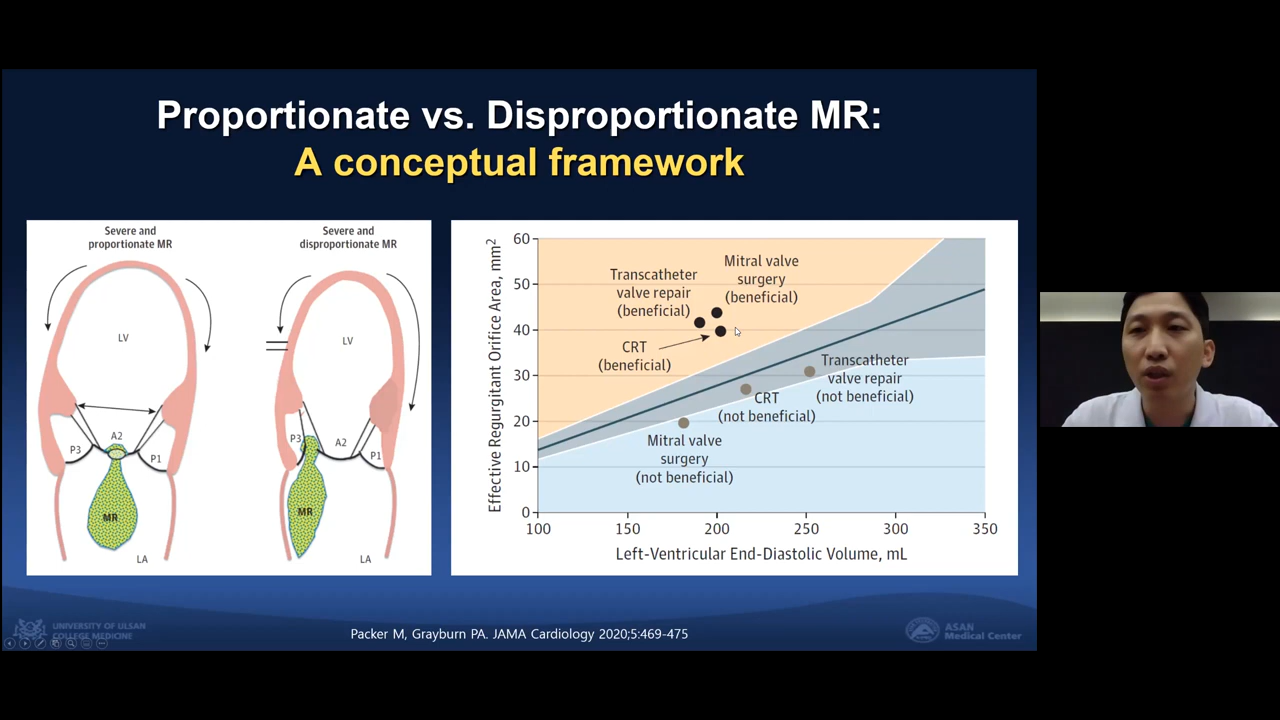 Proportionate vs. Disproportionate MR:
A conceptual framework
Severe and
proportionate MR
LV
A2
P3
P1
MR
LA
Severe and
disproportionate MR
LV
P3
A2
P1
MR
LA
Effective Regurgitant Orifice Area, mm²
60
50
40
30
20
10
0
100
150
200
250
300
350
Left-Ventricular End-Diastolic Volume, mL
Transcatheter
valve repair
(beneficial)
Mitral valve
surgery
(beneficial)
CRT
(beneficial)
Transcatheter
valve repair
(not beneficial)
CRT
(not beneficial)
Mitral valve
surgery
(not beneficial)
UNIVERSITY OF ULSAN
COLLEGE MEDICINE
Packer M, Grayburn PA. JAMA Cardiology 2020;5:469-475
ASAN
Medical Center